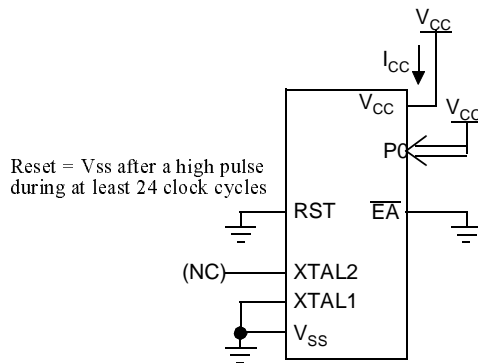 VCC
ICC
VCC
VCC
P0
Reset = Vss after a high pulse
during at least 24 clock cycles
RST
EA
(NC)
XTAL2
XTAL1
VSS